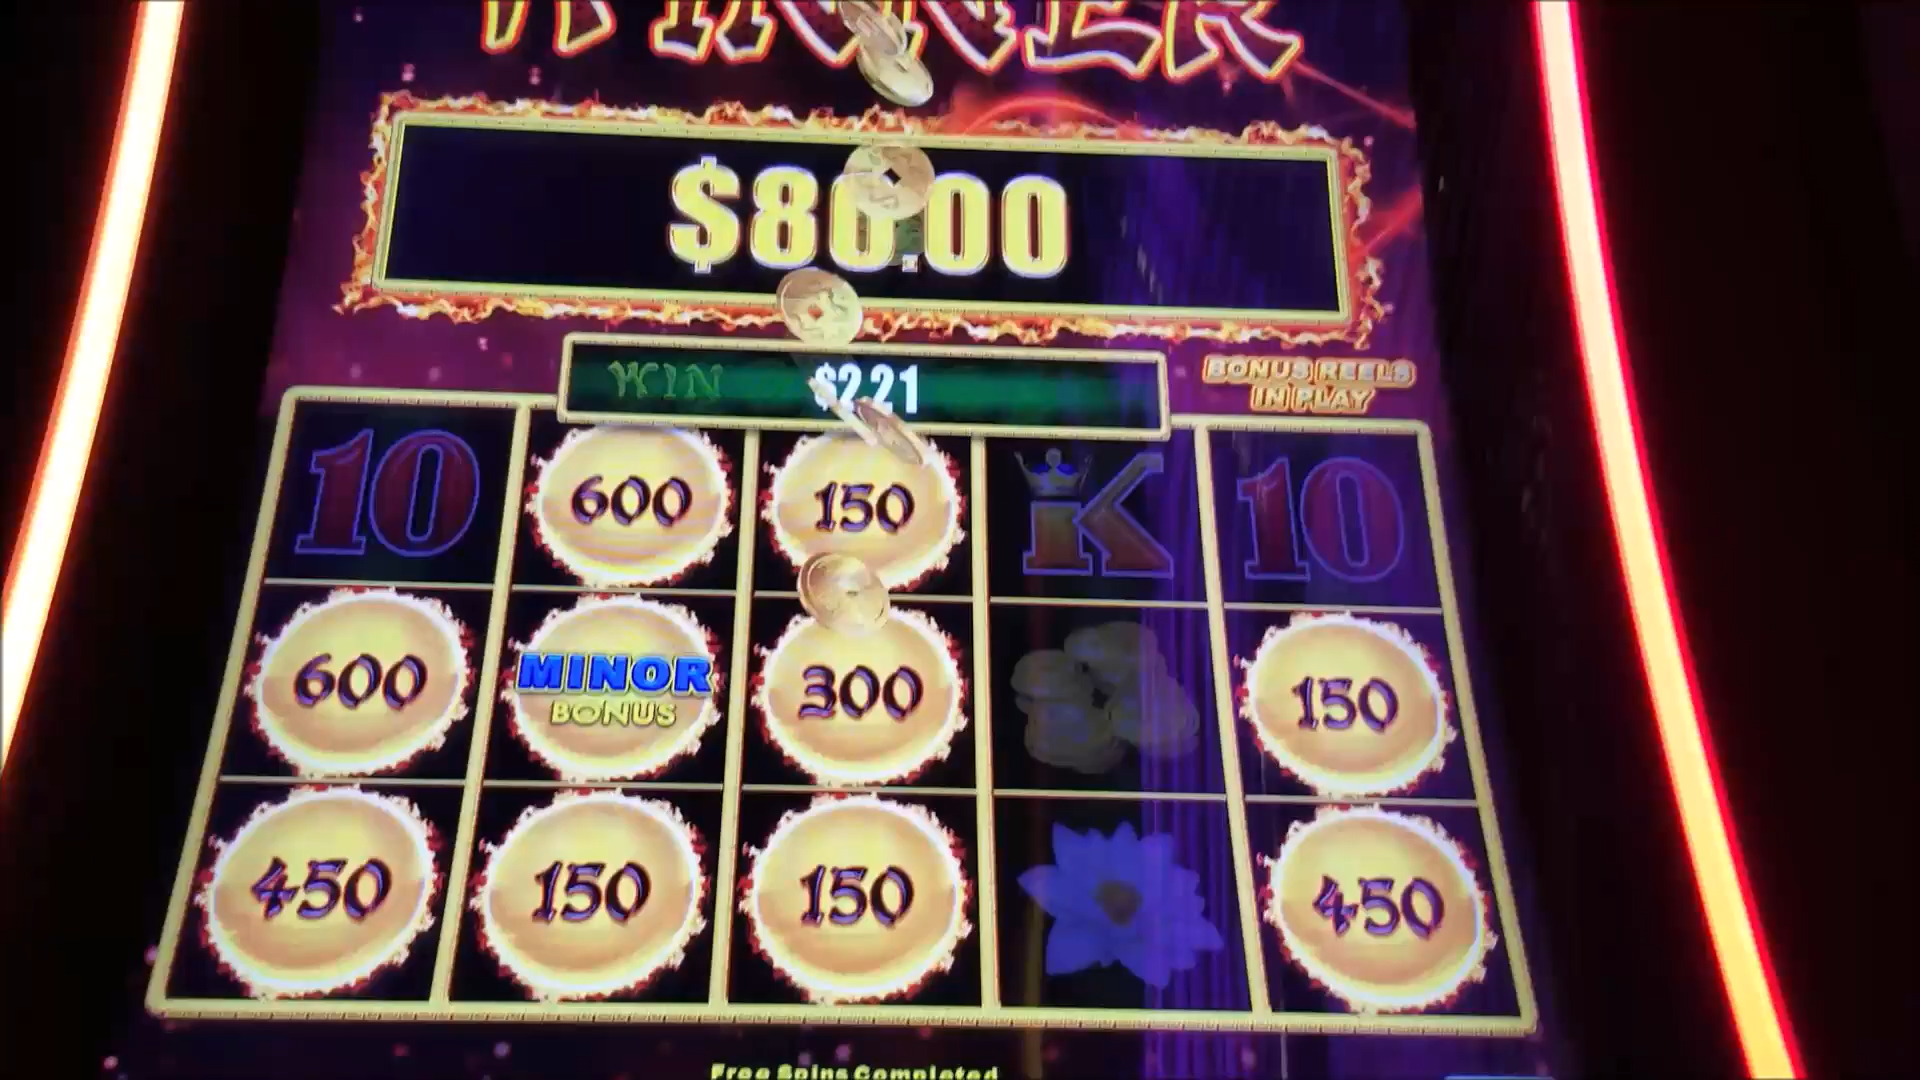 WINNER
$80.00
WIN $2.21
BONUS REELS
IN PLAY
10 600 150 K 10
600 MINOR BONUS 300 150
450 150 150 450
Free Spins Completed